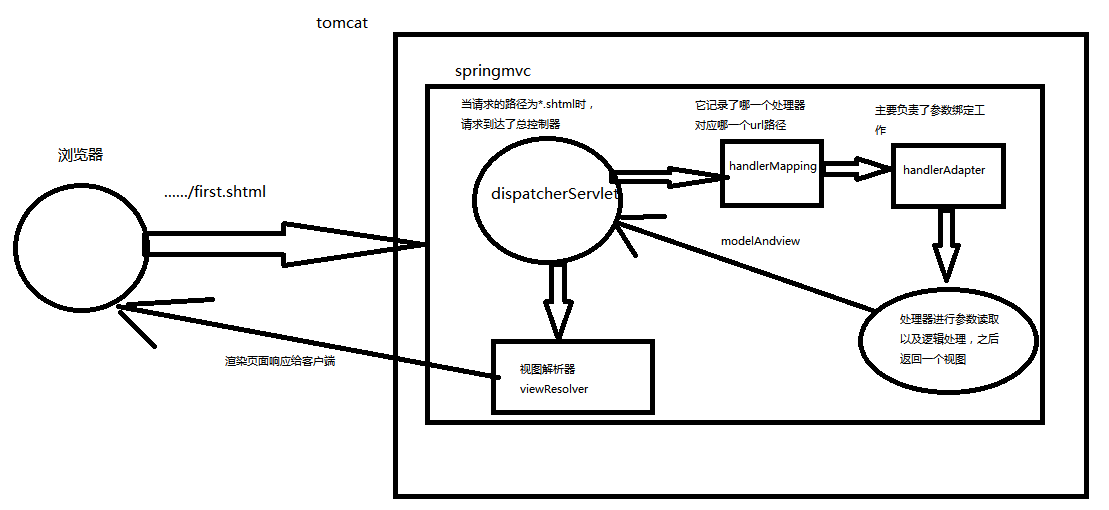 tomcat
springmvc
当请求的路径为*.shtml时，
请求到达了总控制器
它记录了哪一个处理器
对应哪一个url路径
主要负责了参数绑定工
作
浏览器
……/first.shtml
dispatcherServlet
handlerMapping
handlerAdapter
modelAndview
处理器进行参数读取
以及逻辑处理，之后
返回一个视图
渲染页面响应给客户端
视图解析器
viewResolver